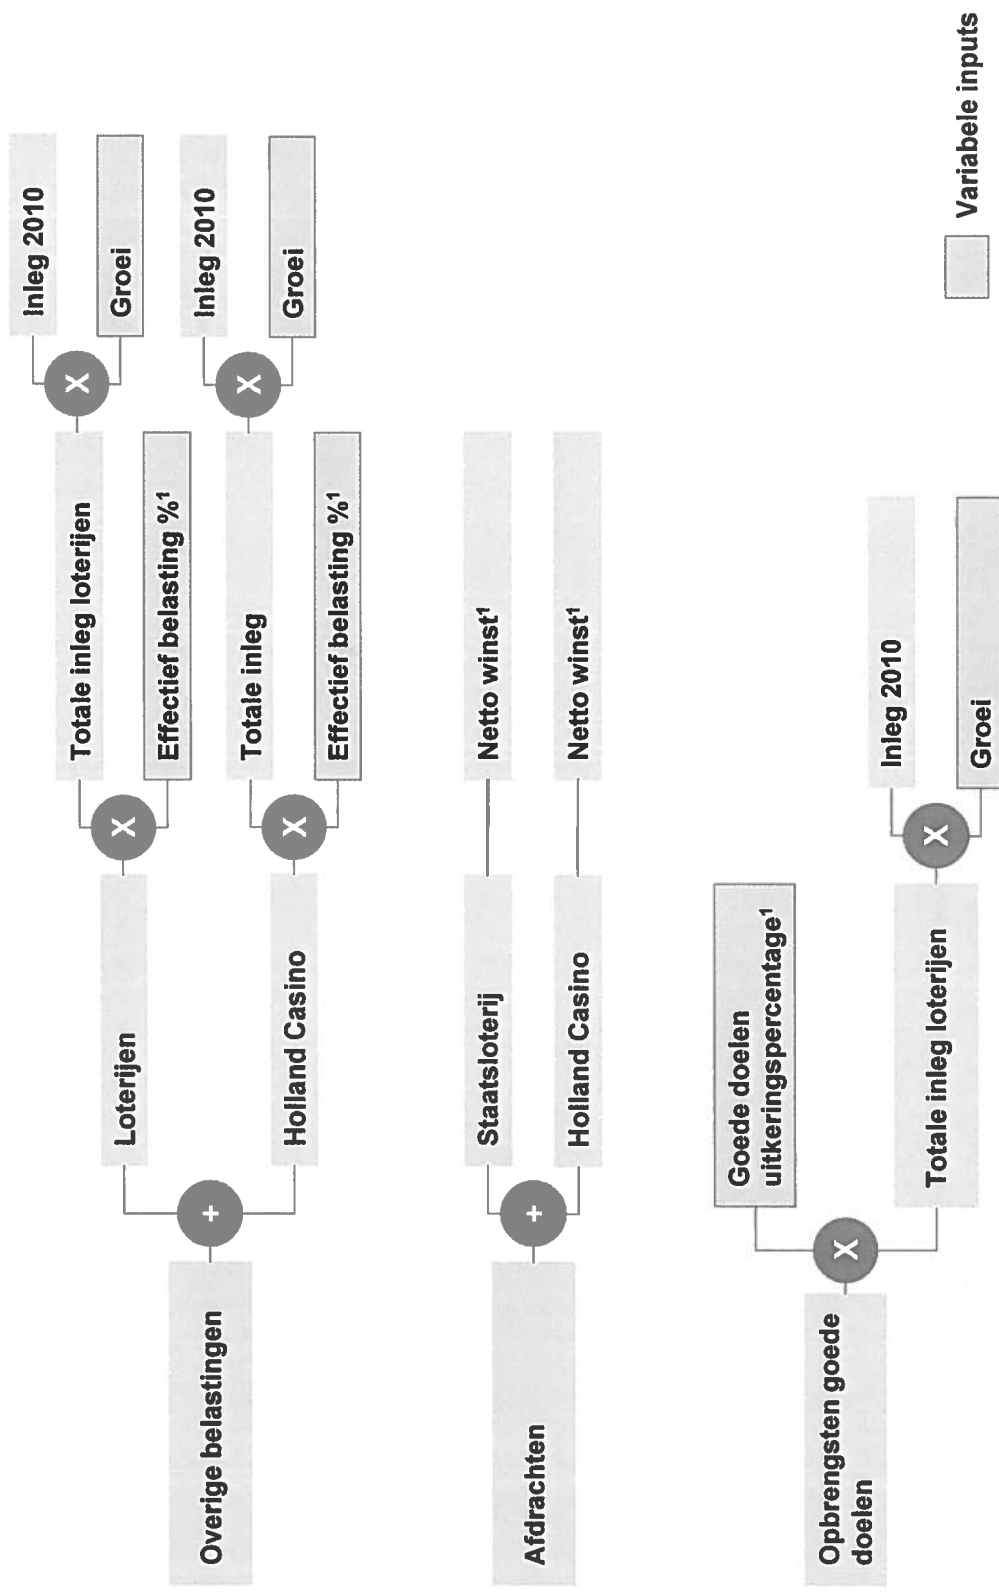 Overige belastingen
+
Loterijen
X
Totale inleg loterijen
X
Inleg 2010
Groei
Effectief belasting %¹
Holland Casino
X
Totale inleg
X
Inleg 2010
Groei
Effectief belasting %¹
Afdrachten
+
Staatsloterij
Netto winst¹
Holland Casino
Netto winst¹
Opbrengsten goede
doelen
X
Goede doelen
uitkeringspercentage¹
Totale inleg loterijen
X
Inleg 2010
Groei
Variabele inputs